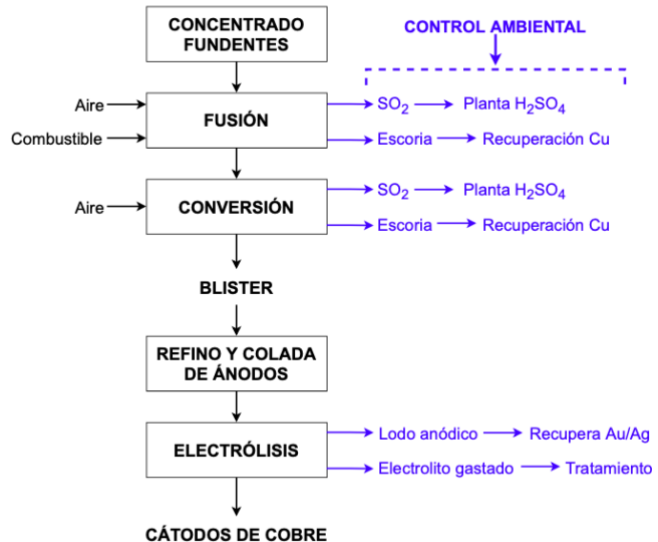 CONCENTRADO
FUNDENTES
CONTROL AMBIENTAL
Aire
Combustible
FUSIÓN
SO₂
Planta H₂SO₄
Escoria
Recuperación Cu
Aire
CONVERSIÓN
SO₂
Planta H₂SO₄
Escoria
Recuperación Cu
BLISTER
REFINO Y COLADA
DE ÁNODOS
ELECTRÓLISIS
Lodo anódico
Recupera Au/Ag
Electrolito gastado
Tratamiento
CÁTODOS DE COBRE